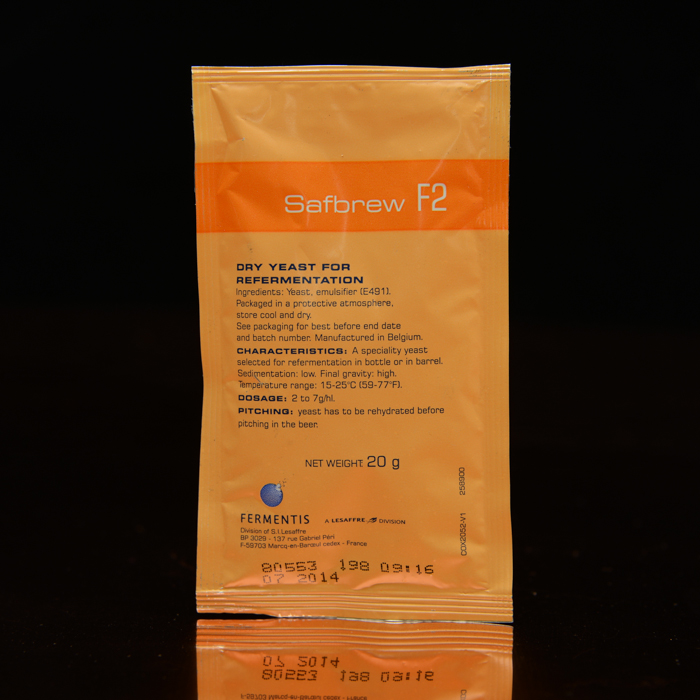 Safbrew F2
DRY YEAST FOR
REFERMENTATION
Ingredients: Yeast, emulsifier (E491).
Packaged in a protective atmosphere,
store cool and dry.
See packaging for best before end date
and batch number. Manufactured in Belgium.
CHARACTERISTICS: A speciality yeast
selected for refermentation in bottle or in barrel.
Sedimentation: low. Final gravity: high.
Temperature range: 15-25°C (59-77°F).
DOSAGE: 2 to 7g/hl.
PITCHING: yeast has to be rehydrated before
pitching in the beer.
NET WEIGHT: 20 g
FERMENTIS A LESAFFRE DIVISION
Division of S.I Lesaffre
BP 3029 - 137 rue Gabriel Péri
F-59703 Marcq-en-Barœul cedex - France
80553 198 09:16
07 2014
258900